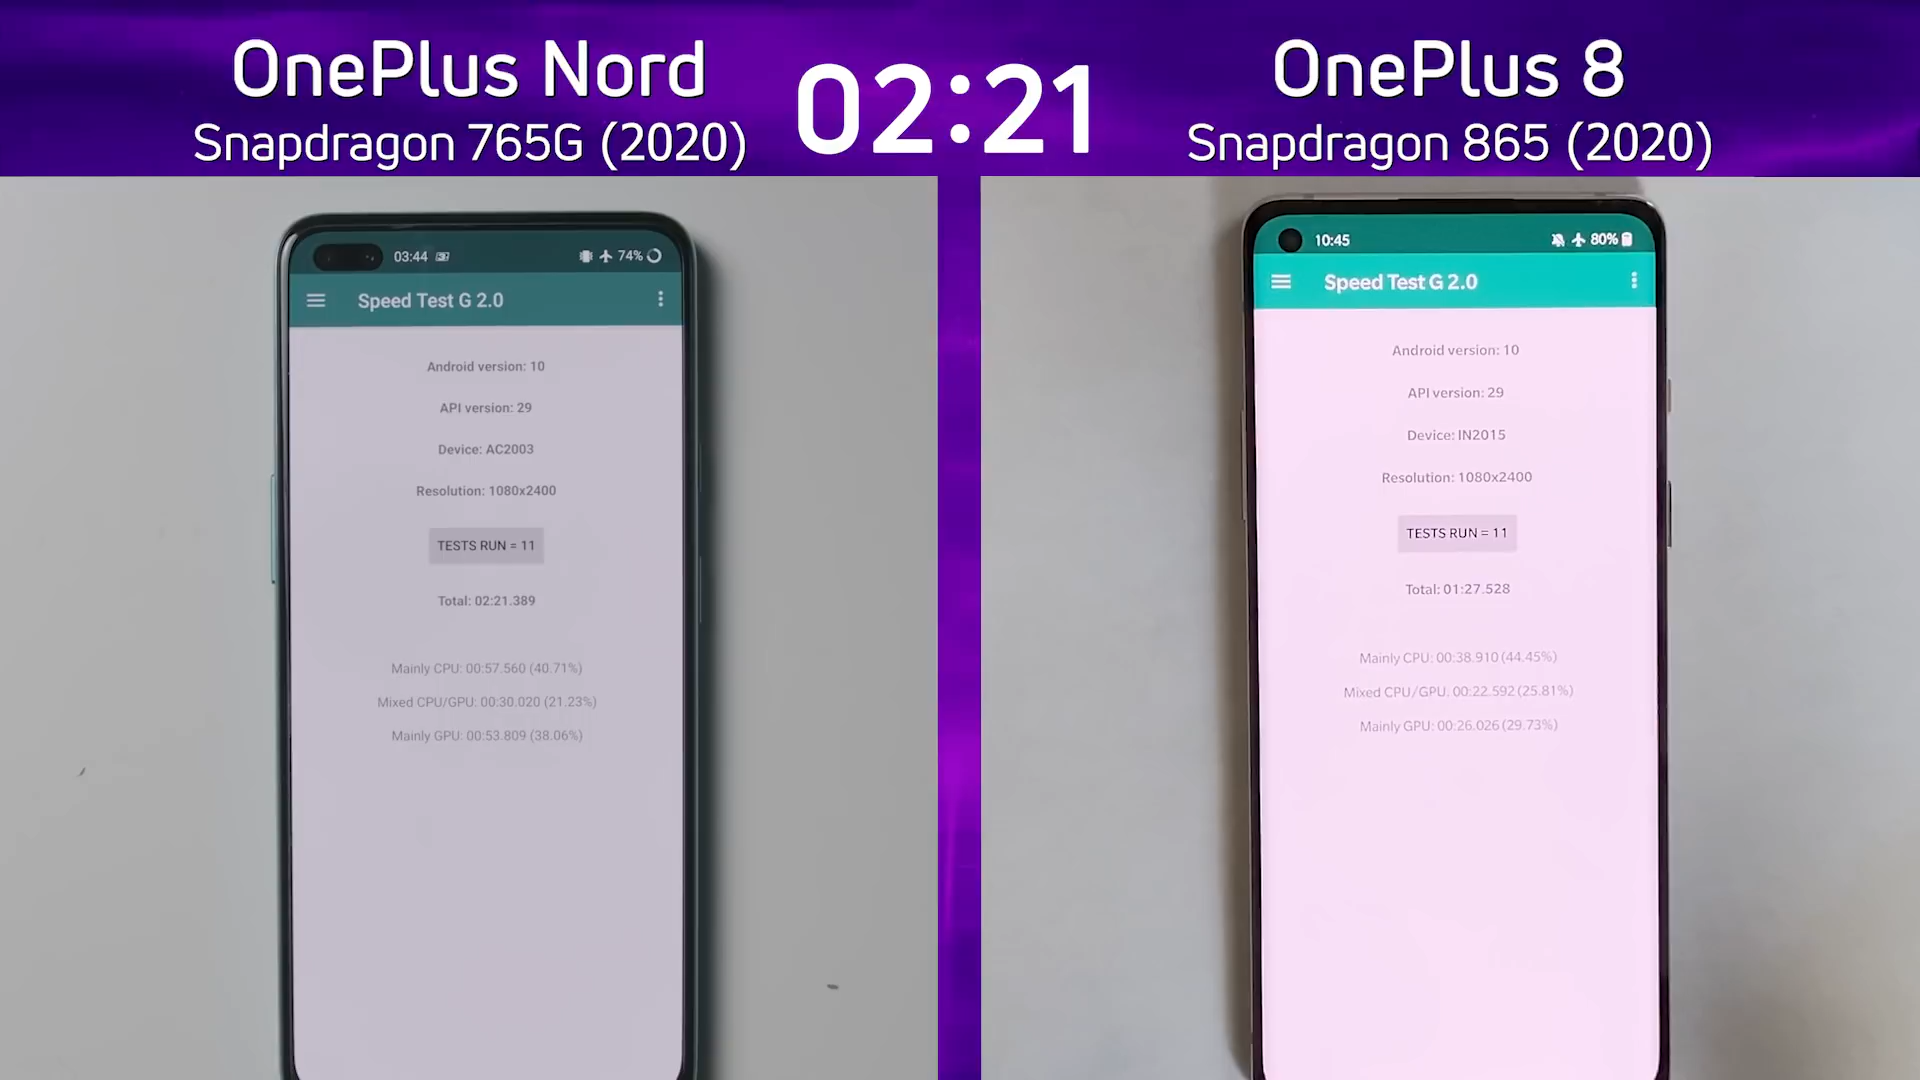 OnePlus Nord
Snapdragon 765G (2020)
02:21
OnePlus 8
Snapdragon 865 (2020)
03:44
74%
Speed Test G 2.0
Android version: 10
API version: 29
Device: AC2003
Resolution: 1080x2400
TESTS RUN = 11
Total: 02:21.389
Mainly CPU: 00:57.560 (40.71%)
Mixed CPU/GPU: 00:30.020 (21.23%)
Mainly GPU: 00:53.809 (38.06%)
10:45
80%
Speed Test G 2.0
Android version: 10
API version: 29
Device: IN2015
Resolution: 1080x2400
TESTS RUN = 11
Total: 01:27.528
Mainly CPU: 00:38.910 (44.45%)
Mixed CPU/GPU: 00:22.592 (25.81%)
Mainly GPU: 00:26.026 (29.73%)